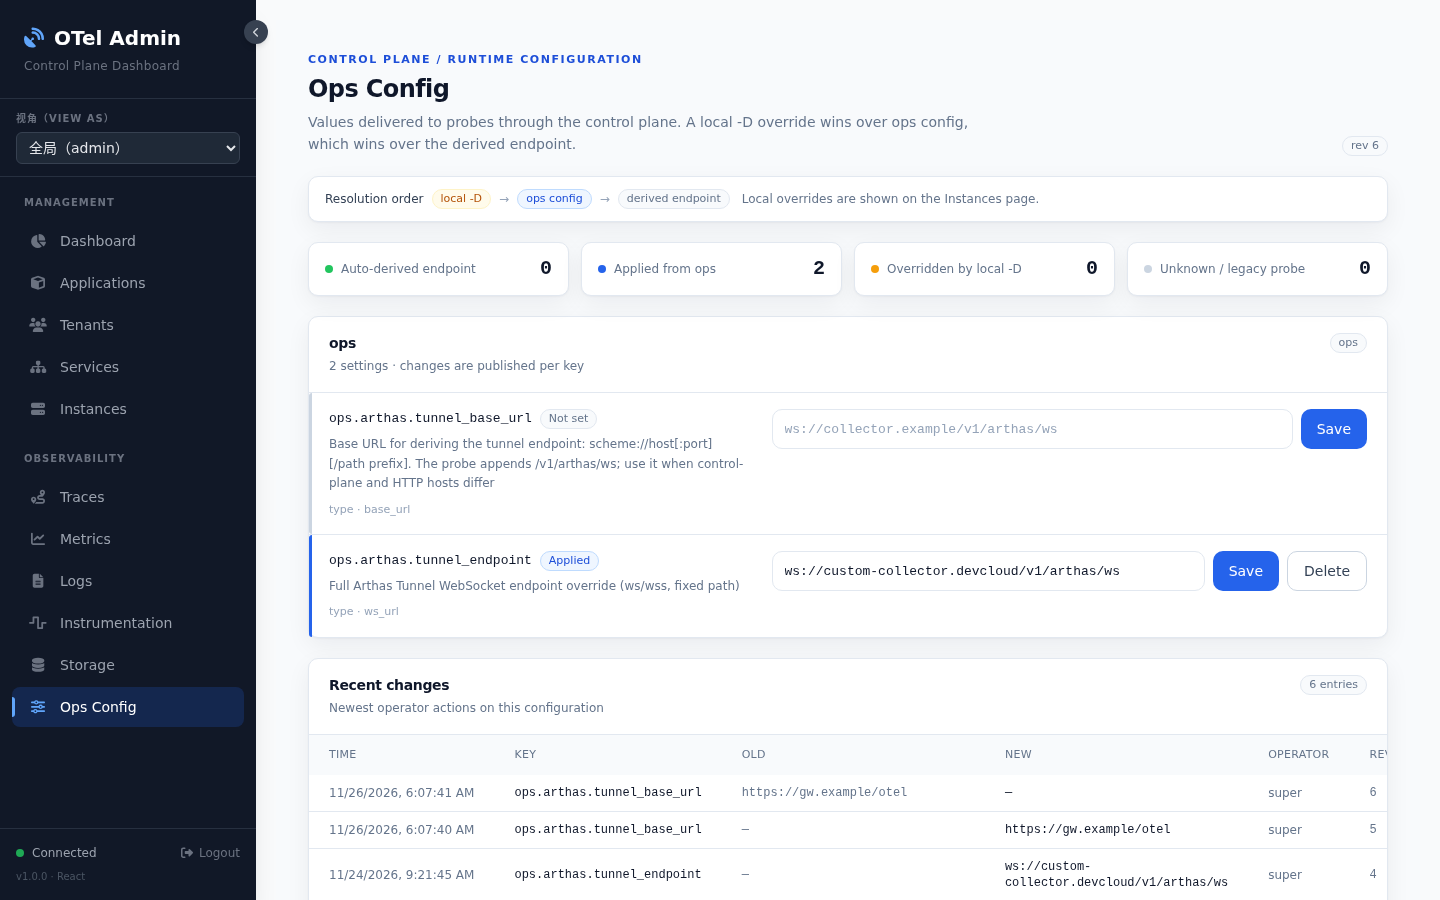 OTel Admin
Control Plane Dashboard
视角（VIEW AS）
全局（admin）
MANAGEMENT
Dashboard
Applications
Tenants
Services
Instances
OBSERVABILITY
Traces
Metrics
Logs
Instrumentation
Storage
Ops Config
Connected
Logout
v1.0.0 · React
CONTROL PLANE / RUNTIME CONFIGURATION
Ops Config
Values delivered to probes through the control plane. A local -D override wins over ops config,
which wins over the derived endpoint.
rev 6
Resolution order local -D → ops config → derived endpoint Local overrides are shown on the Instances page.
Auto-derived endpoint 0
Applied from ops 2
Overridden by local -D 0
Unknown / legacy probe 0
ops
ops
2 settings · changes are published per key
ops.arthas.tunnel_base_url Not set
Base URL for deriving the tunnel endpoint: scheme://host[:port]
[/path prefix]. The probe appends /v1/arthas/ws; use it when control-
plane and HTTP hosts differ
type · base_url
ws://collector.example/v1/arthas/ws
Save
ops.arthas.tunnel_endpoint Applied
Full Arthas Tunnel WebSocket endpoint override (ws/wss, fixed path)
type · ws_url
ws://custom-collector.devcloud/v1/arthas/ws
Save
Delete
Recent changes
6 entries
Newest operator actions on this configuration
TIME KEY OLD NEW OPERATOR
11/26/2026, 6:07:41 AM ops.arthas.tunnel_base_url https://gw.example/otel — super 6
11/26/2026, 6:07:40 AM ops.arthas.tunnel_base_url — https://gw.example/otel super 5
11/24/2026, 9:21:45 AM ops.arthas.tunnel_endpoint — ws://custom-
collector.devcloud/v1/arthas/ws super 4